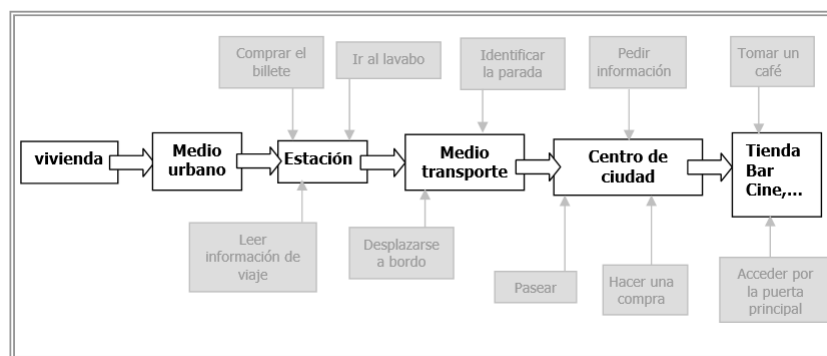 Comprar el
billete
Ir al lavabo
Identificar
la parada
Pedir
información
Tomar un
café
vivienda
Medio
urbano
Estación
Medio
transporte
Centro de
ciudad
Tienda
Bar
Cine,...
Leer
información de
viaje
Desplazarse
a bordo
Pasear
Hacer una
compra
Acceder por
la puerta
principal